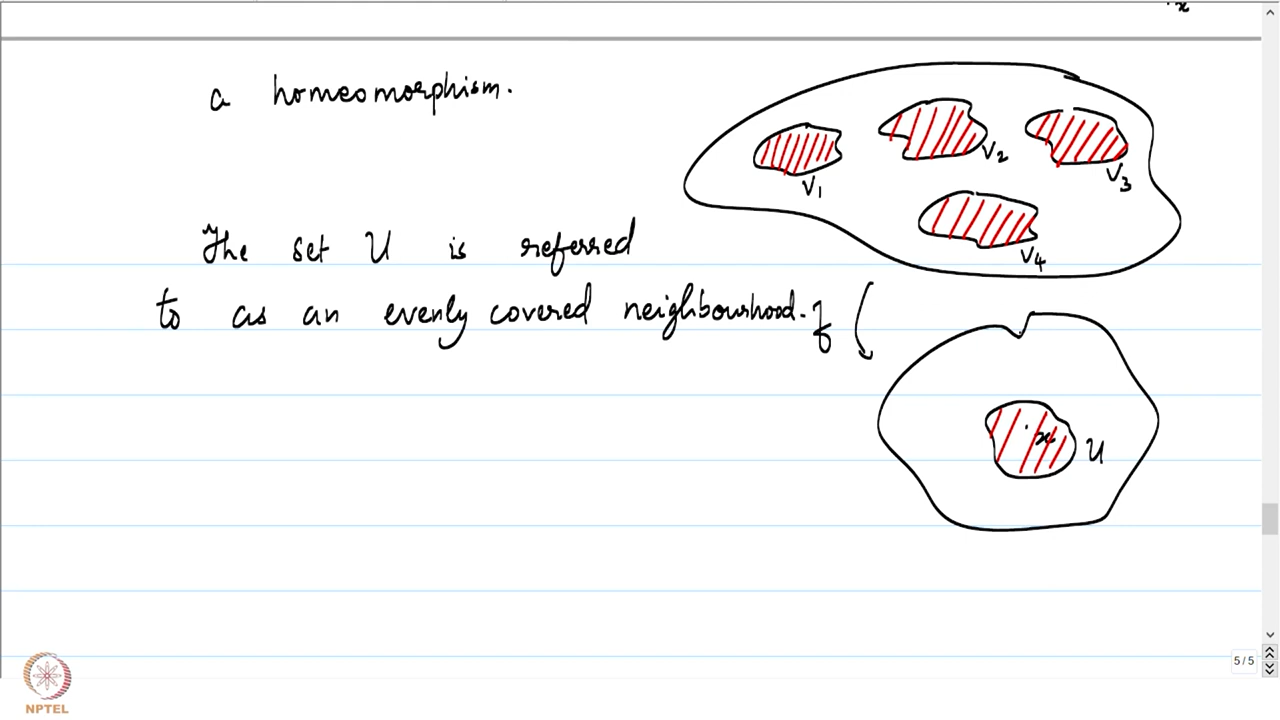 x
a homeomorphism.
V1
V2
V3
V4
The set U is referred
to as an evenly covered neighbourhood.
f
x
U
5 / 5
NPTEL